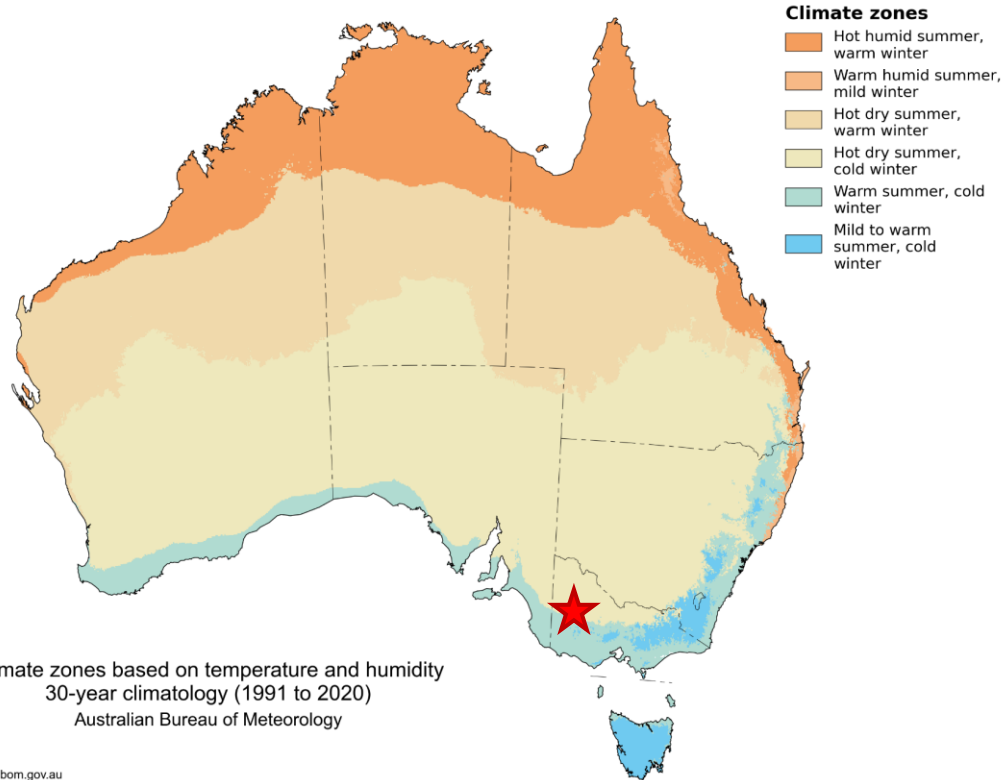 Climate zones
Hot humid summer,
warm winter
Warm humid summer,
mild winter
Hot dry summer,
warm winter
Hot dry summer,
cold winter
Warm summer, cold
winter
Mild to warm
summer, cold
winter
mate zones based on temperature and humidity
30-year climatology (1991 to 2020)
Australian Bureau of Meteorology
bom.gov.au